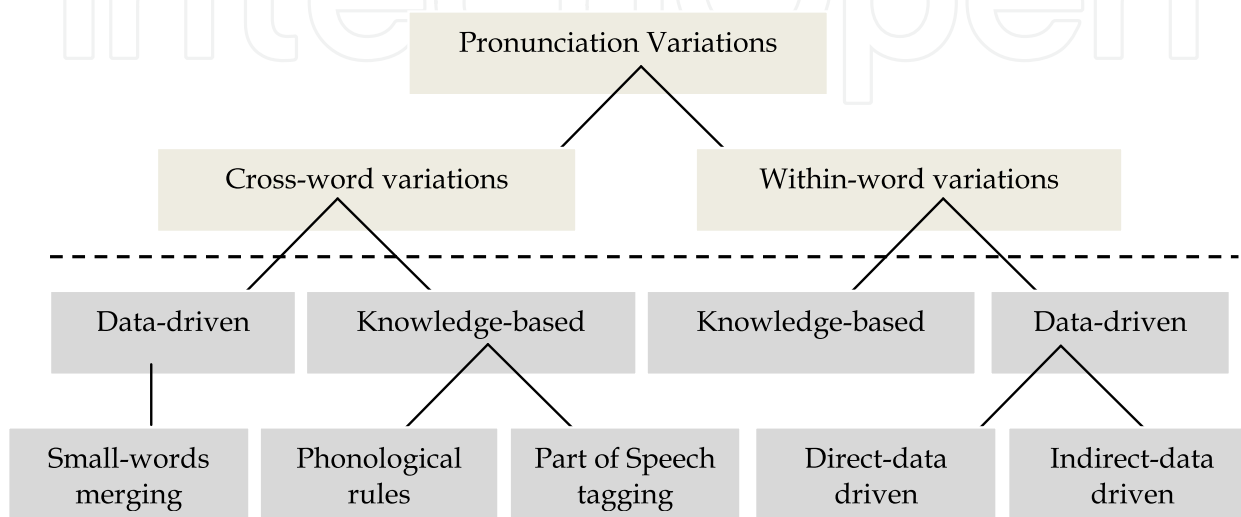 Pronunciation Variations
Cross-word variations
Within-word variations
Data-driven
Knowledge-based
Knowledge-based
Data-driven
Small-words
merging
Phonological
rules
Part of Speech
tagging
Direct-data
driven
Indirect-data
driven